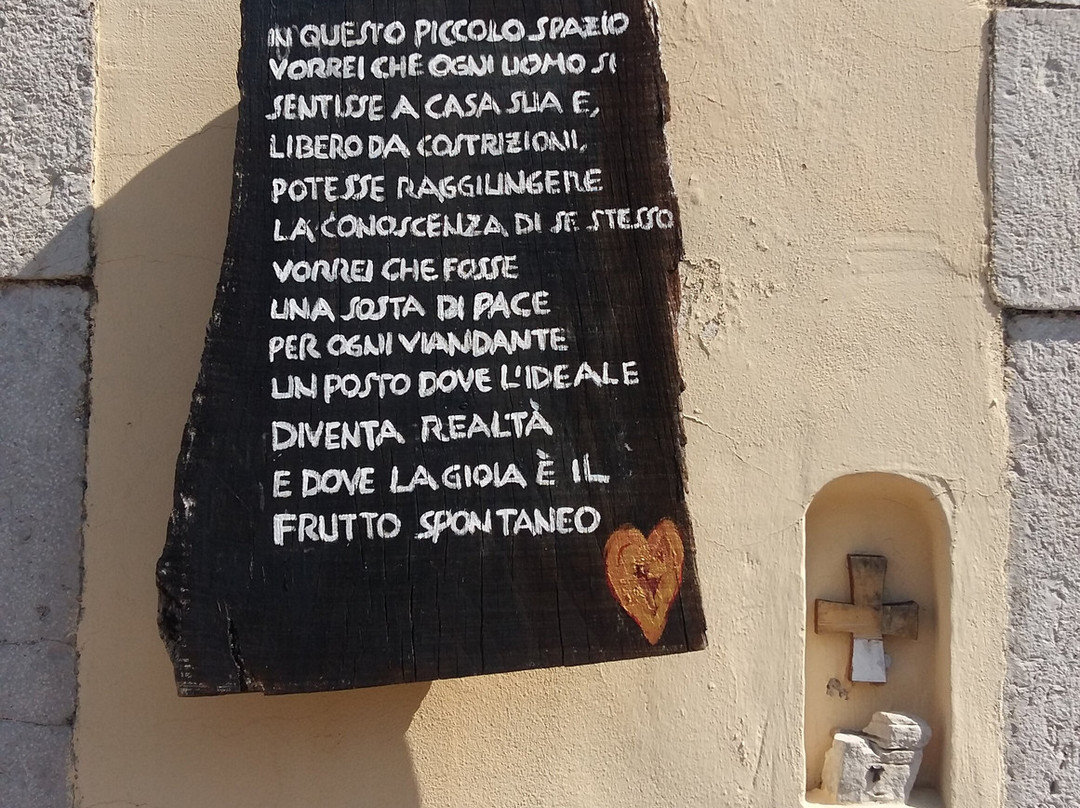 IN QUESTO PICCOLO SPAZIO
VORREI CHE OGNI UOMO SI
SENTISSE A CASA SUA E,
LIBERO DA COSTRIZIONI,
POTESSE RAGGIUNGERE
LA CONOSCENZA DI SE STESSO
VORREI CHE FOSSE
UNA SOSTA DI PACE
PER OGNI VIANDANTE
UN POSTO DOVE L'IDEALE
DIVENTA REALTÀ
E DOVE LA GIOIA È IL
FRUTTO SPONTANEO